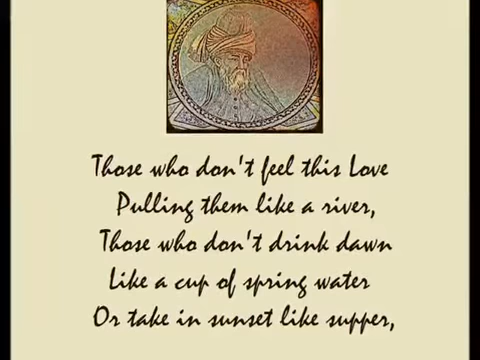 Those who don't feel this Love
Pulling them like a river,
Those who don't drink dawn
Like a cup of spring water
Or take in sunset like supper,